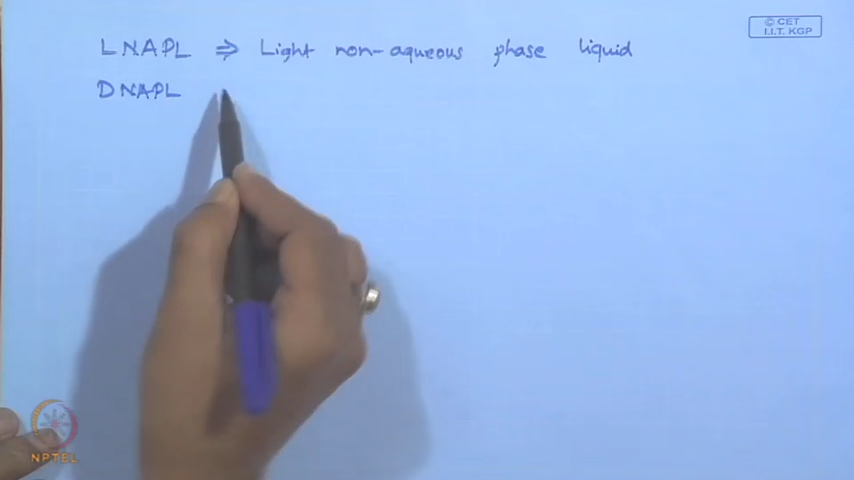 LNAPL ⇒ Light non-aqueous phase liquid
DNAPL
© CET
I.I.T. KGP
NPTEL